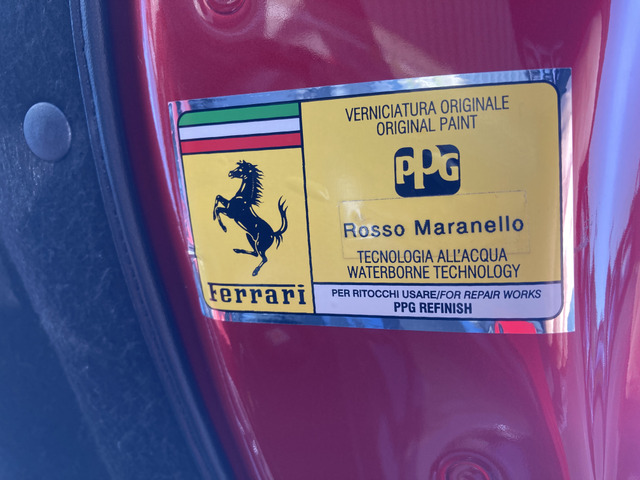 VERNICIATURA ORIGINALE
ORIGINAL PAINT
PPG
Rosso Maranello
TECNOLOGIA ALL'ACQUA
WATERBORNE TECHNOLOGY
Ferrari
PER RITOCCHI USARE/FOR REPAIR WORKS
PPG REFINISH